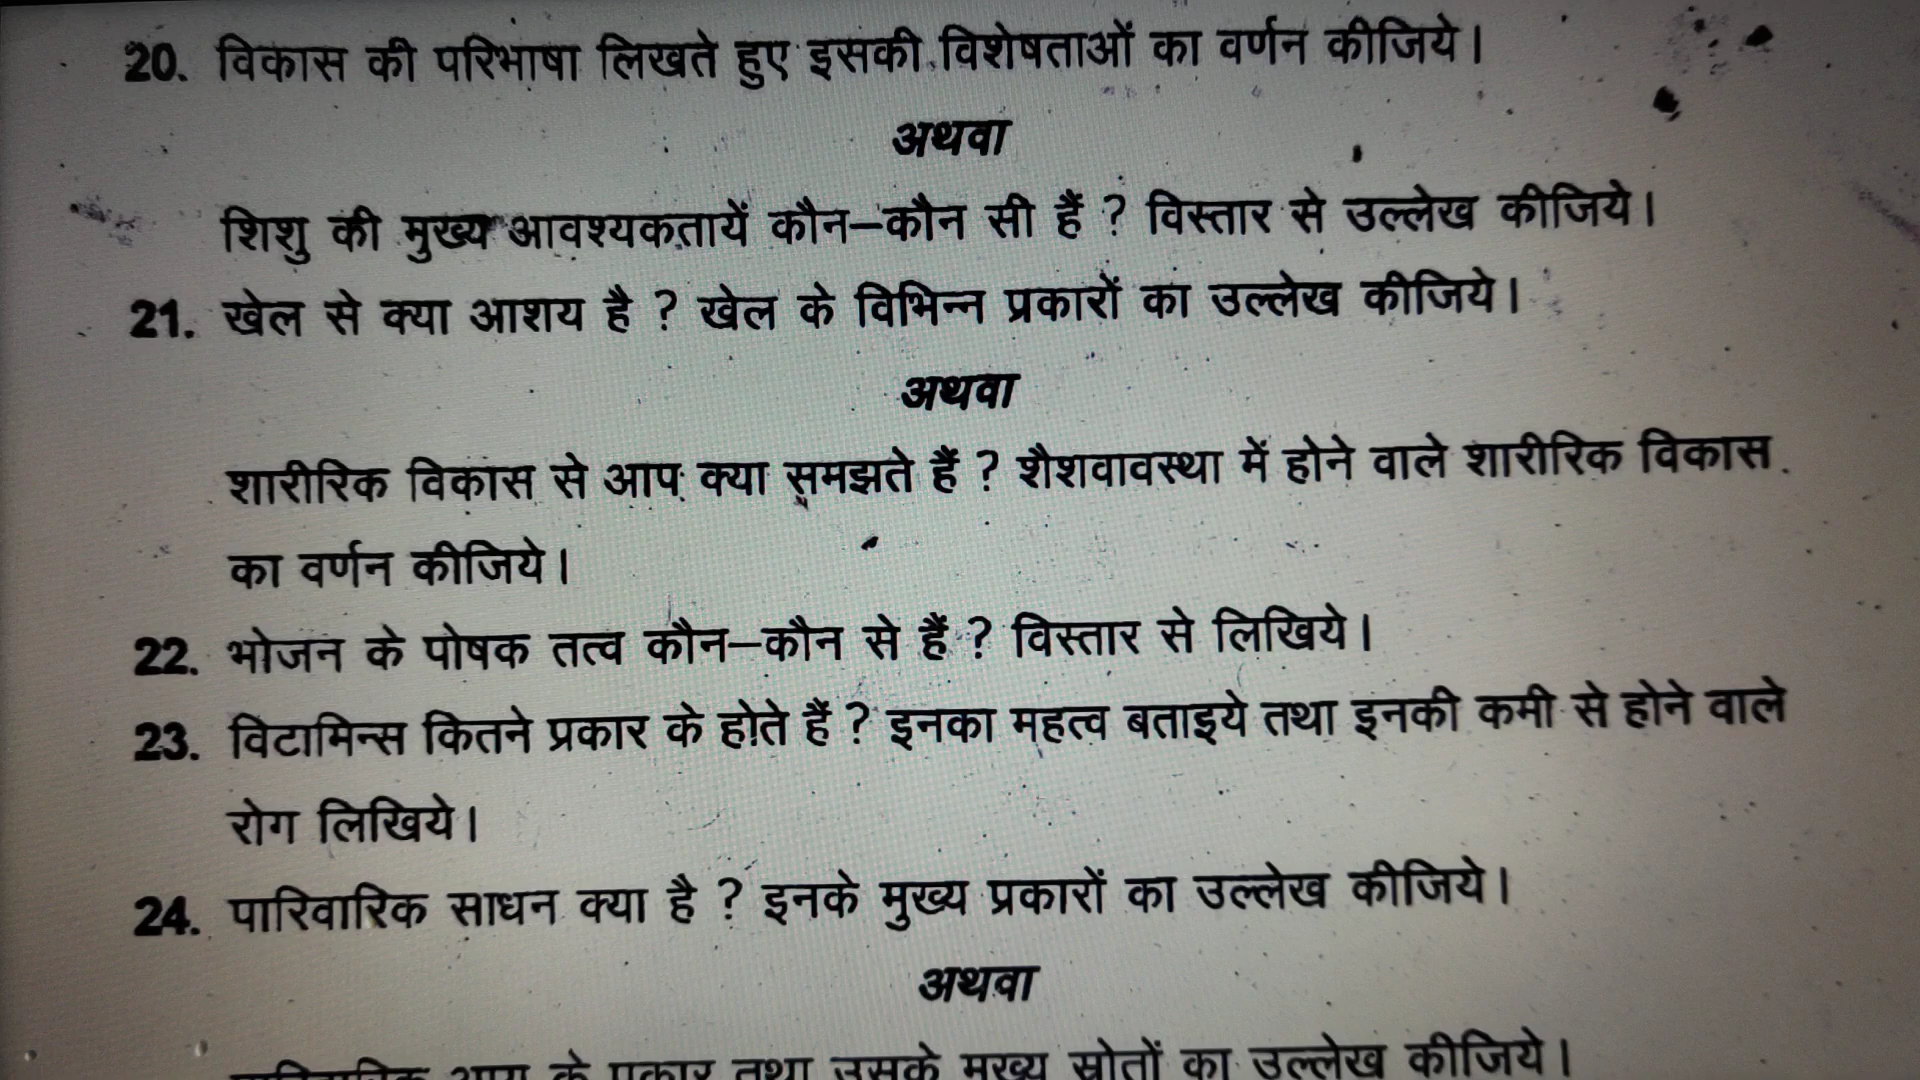 20. विकास की परिभाषा लिखते हुए इसकी विशेषताओं का वर्णन कीजिये।
अथवा
शिशु की मुख्य आवश्यकतायें कौन–कौन सी हैं ? विस्तार से उल्लेख कीजिये।
21. खेल से क्या आशय है ? खेल के विभिन्न प्रकारों का उल्लेख कीजिये।
अथवा
शारीरिक विकास से आप क्या समझते हैं ? शैशवावस्था में होने वाले शारीरिक विकास
का वर्णन कीजिये।
22. भोजन के पोषक तत्व कौन–कौन से हैं ? विस्तार से लिखिये।
23. विटामिन्स कितने प्रकार के होते हैं ? इनका महत्व बताइये तथा इनकी कमी से होने वाले
रोग लिखिये।
24. पारिवारिक साधन क्या है ? इनके मुख्य प्रकारों का उल्लेख कीजिये।
अथवा
पारिवारिक आय के प्रकार तथा उसके मुख्य स्रोतों का उल्लेख कीजिये।